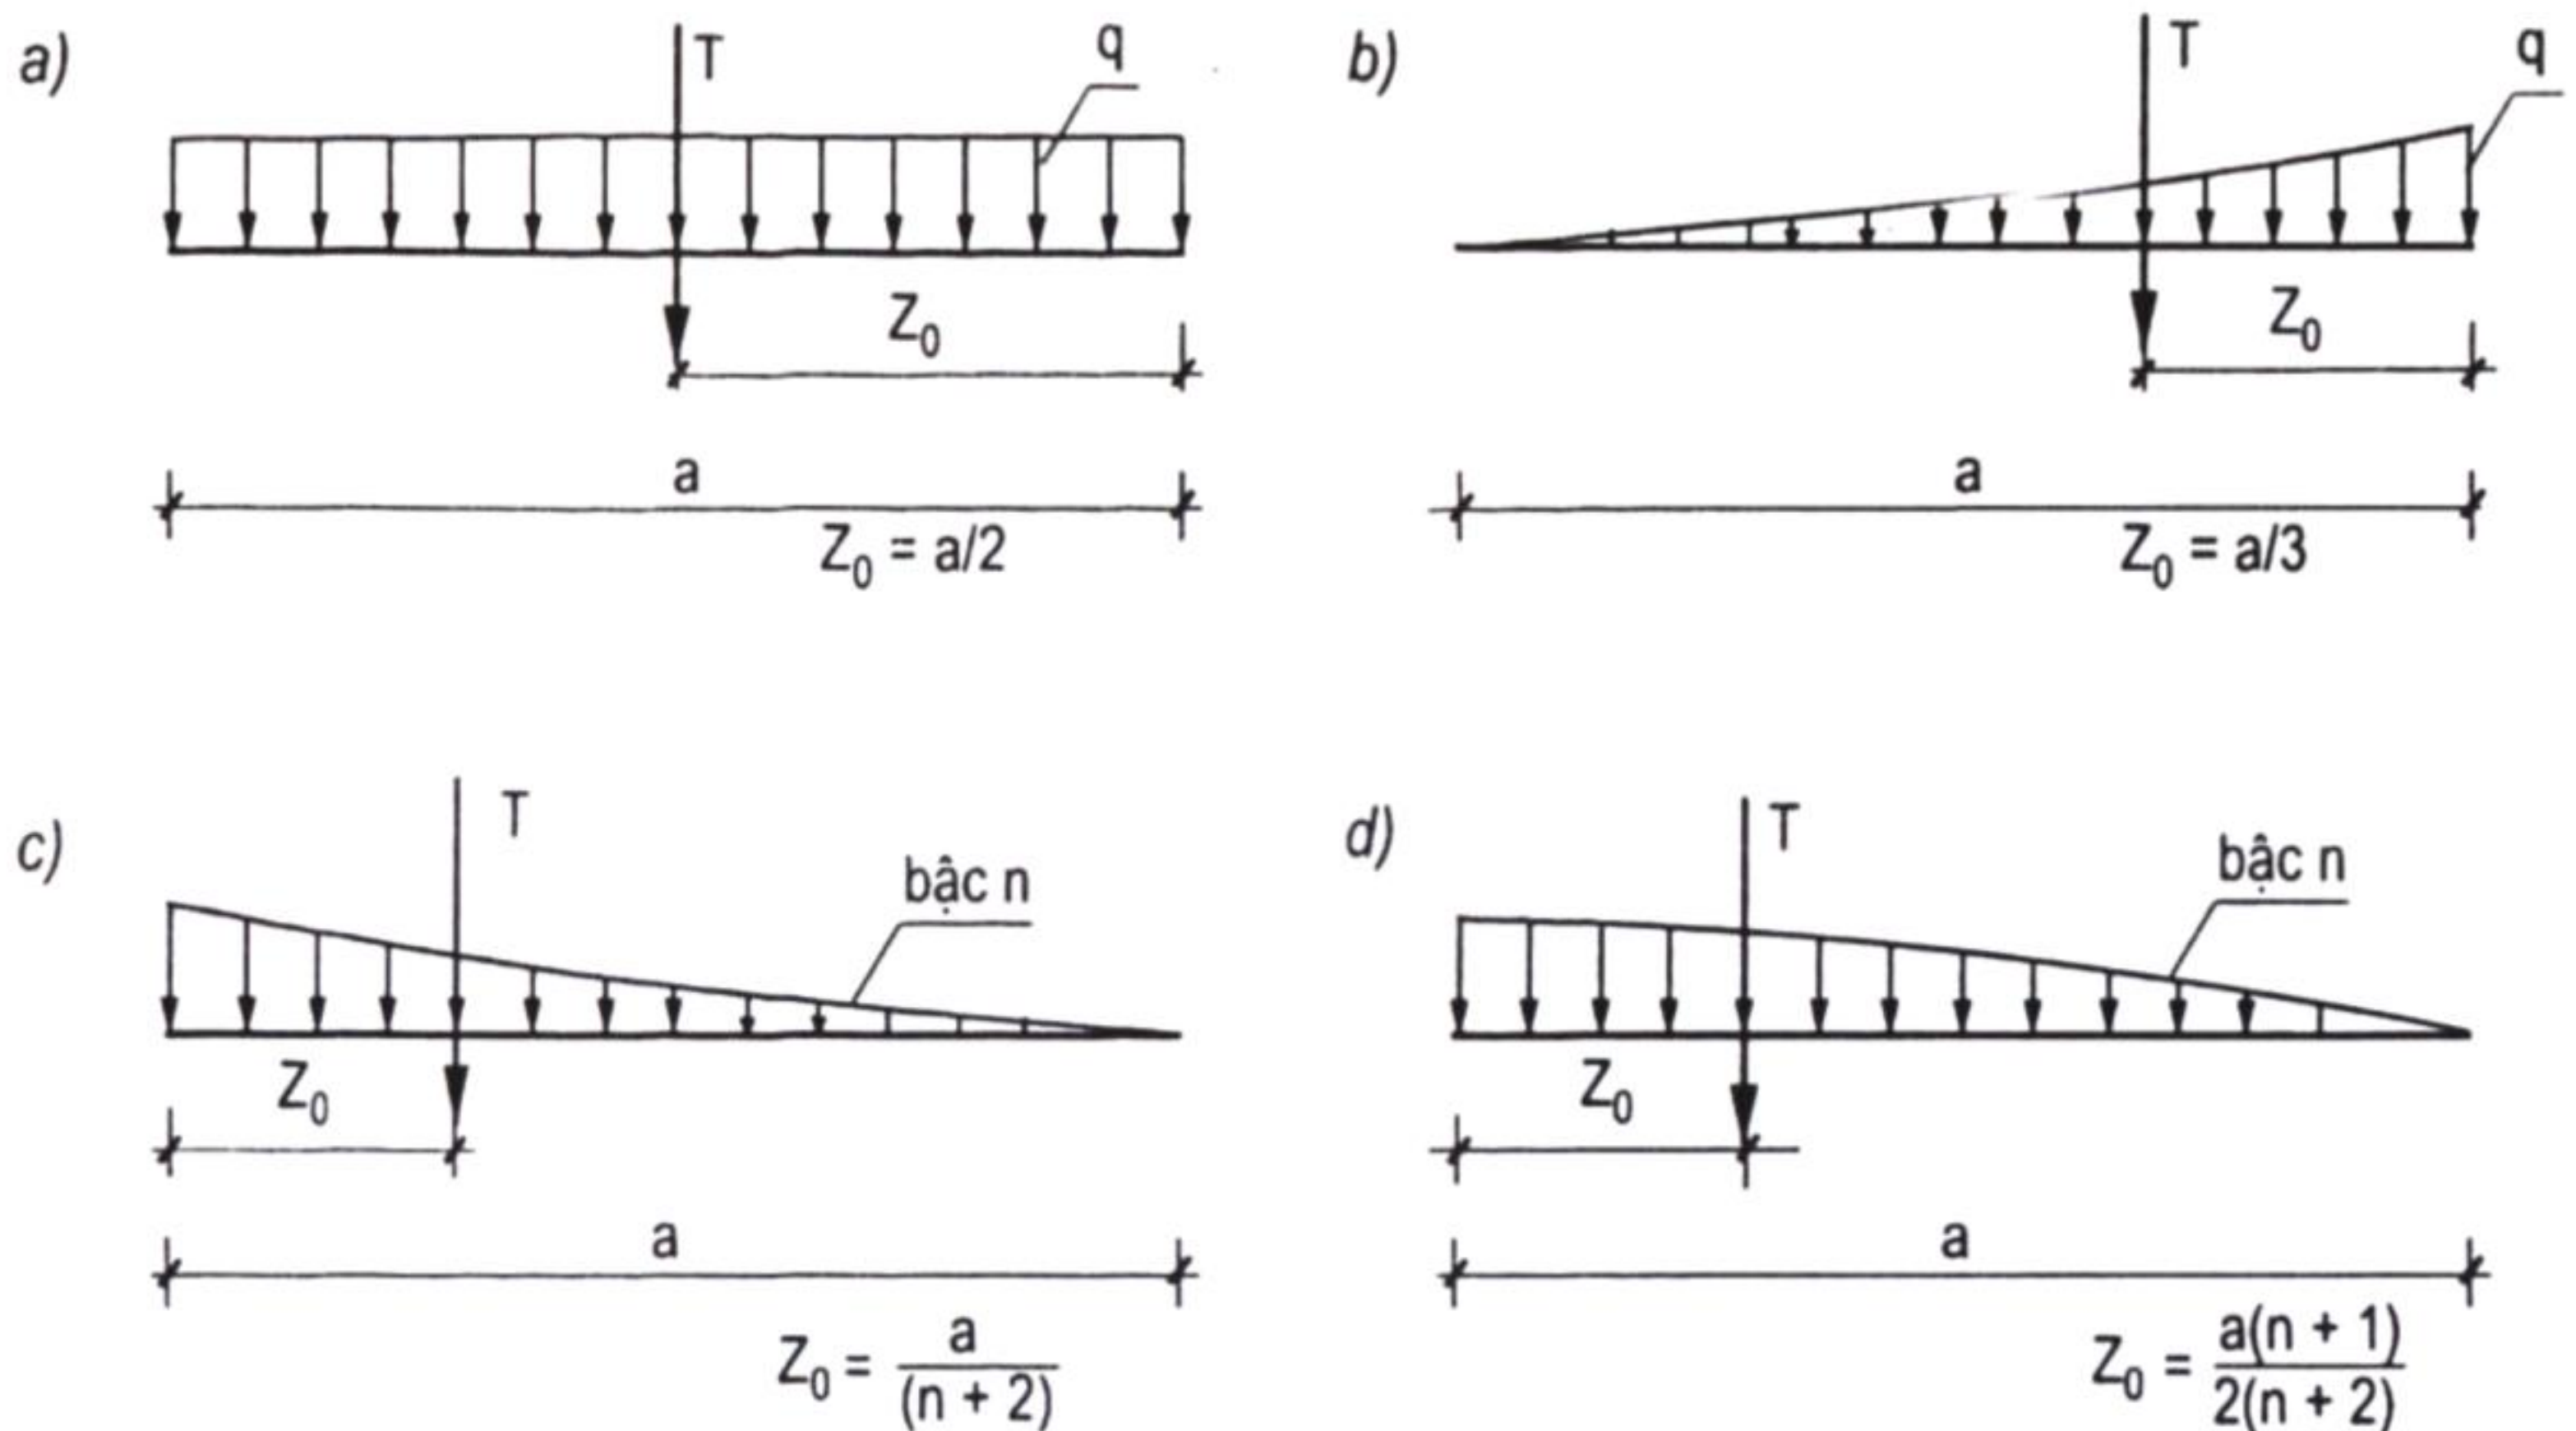 a)
T
q
Z₀
a
Z₀ = a/2
b)
T
q
Z₀
a
Z₀ = a/3
c)
T
bậc n
Z₀
a
Z₀ = a/(n + 2)
d)
T
bậc n
Z₀
a
Z₀ = a(n + 1)/2(n + 2)